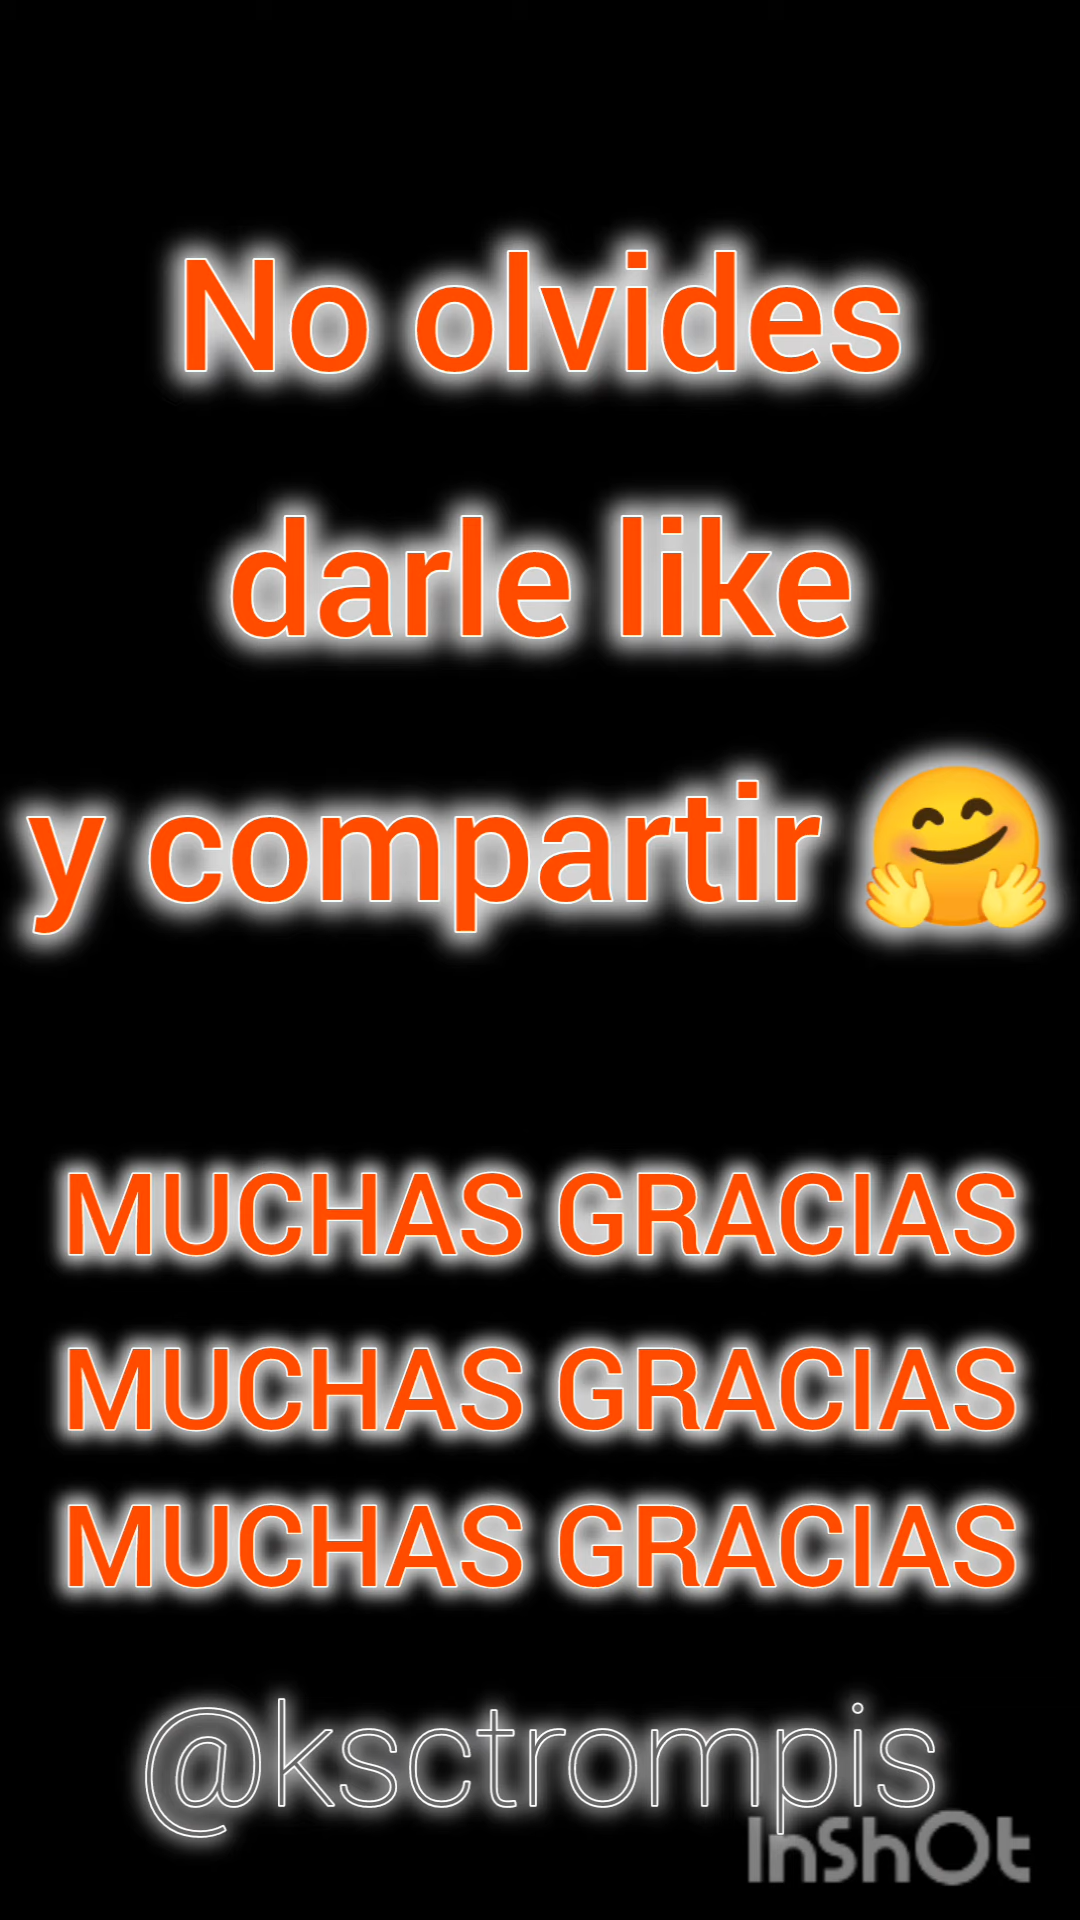 No olvides
darle like
y compartir 🤗
MUCHAS GRACIAS
MUCHAS GRACIAS
MUCHAS GRACIAS
@ksctrompis
InShOt